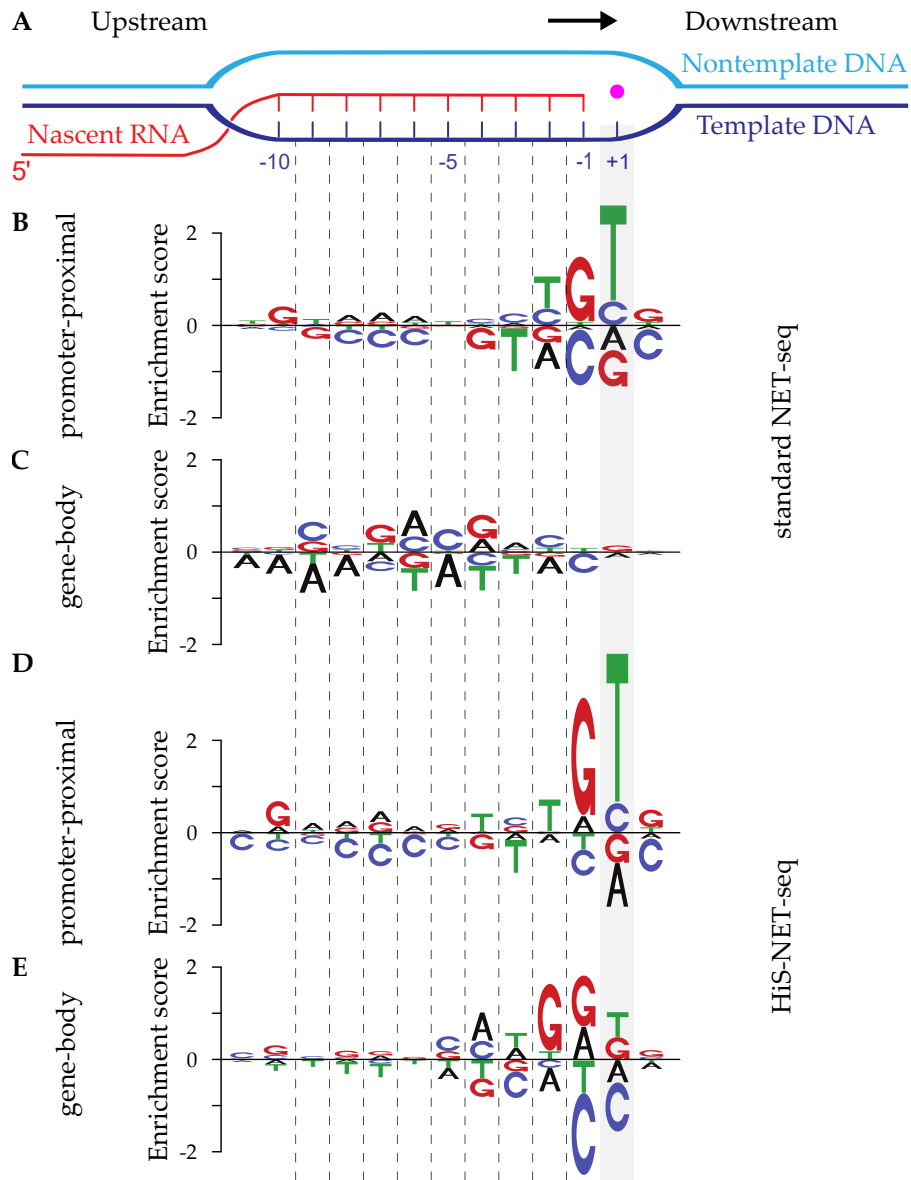 A Upstream Downstream
Nontemplate DNA
Nascent RNA Template DNA
5'
-10 -5 -1 +1
B
promoter-proximal
Enrichment score
2
0
-2
G G C C C G T T C G A G C T C A G G C
C
gene-body
Enrichment score
2
0
-2
A A C G A A G A C A C G T C A G A C T T C A C
standard NET-seq
D
promoter-proximal
Enrichment score
2
0
-2
C G C C C A G C C C T G C T T A G A T C T C G A G C
E
gene-body
Enrichment score
2
0
-2
C G A A C T G T A G C G A G A T C T G A C
HiS-NET-seq